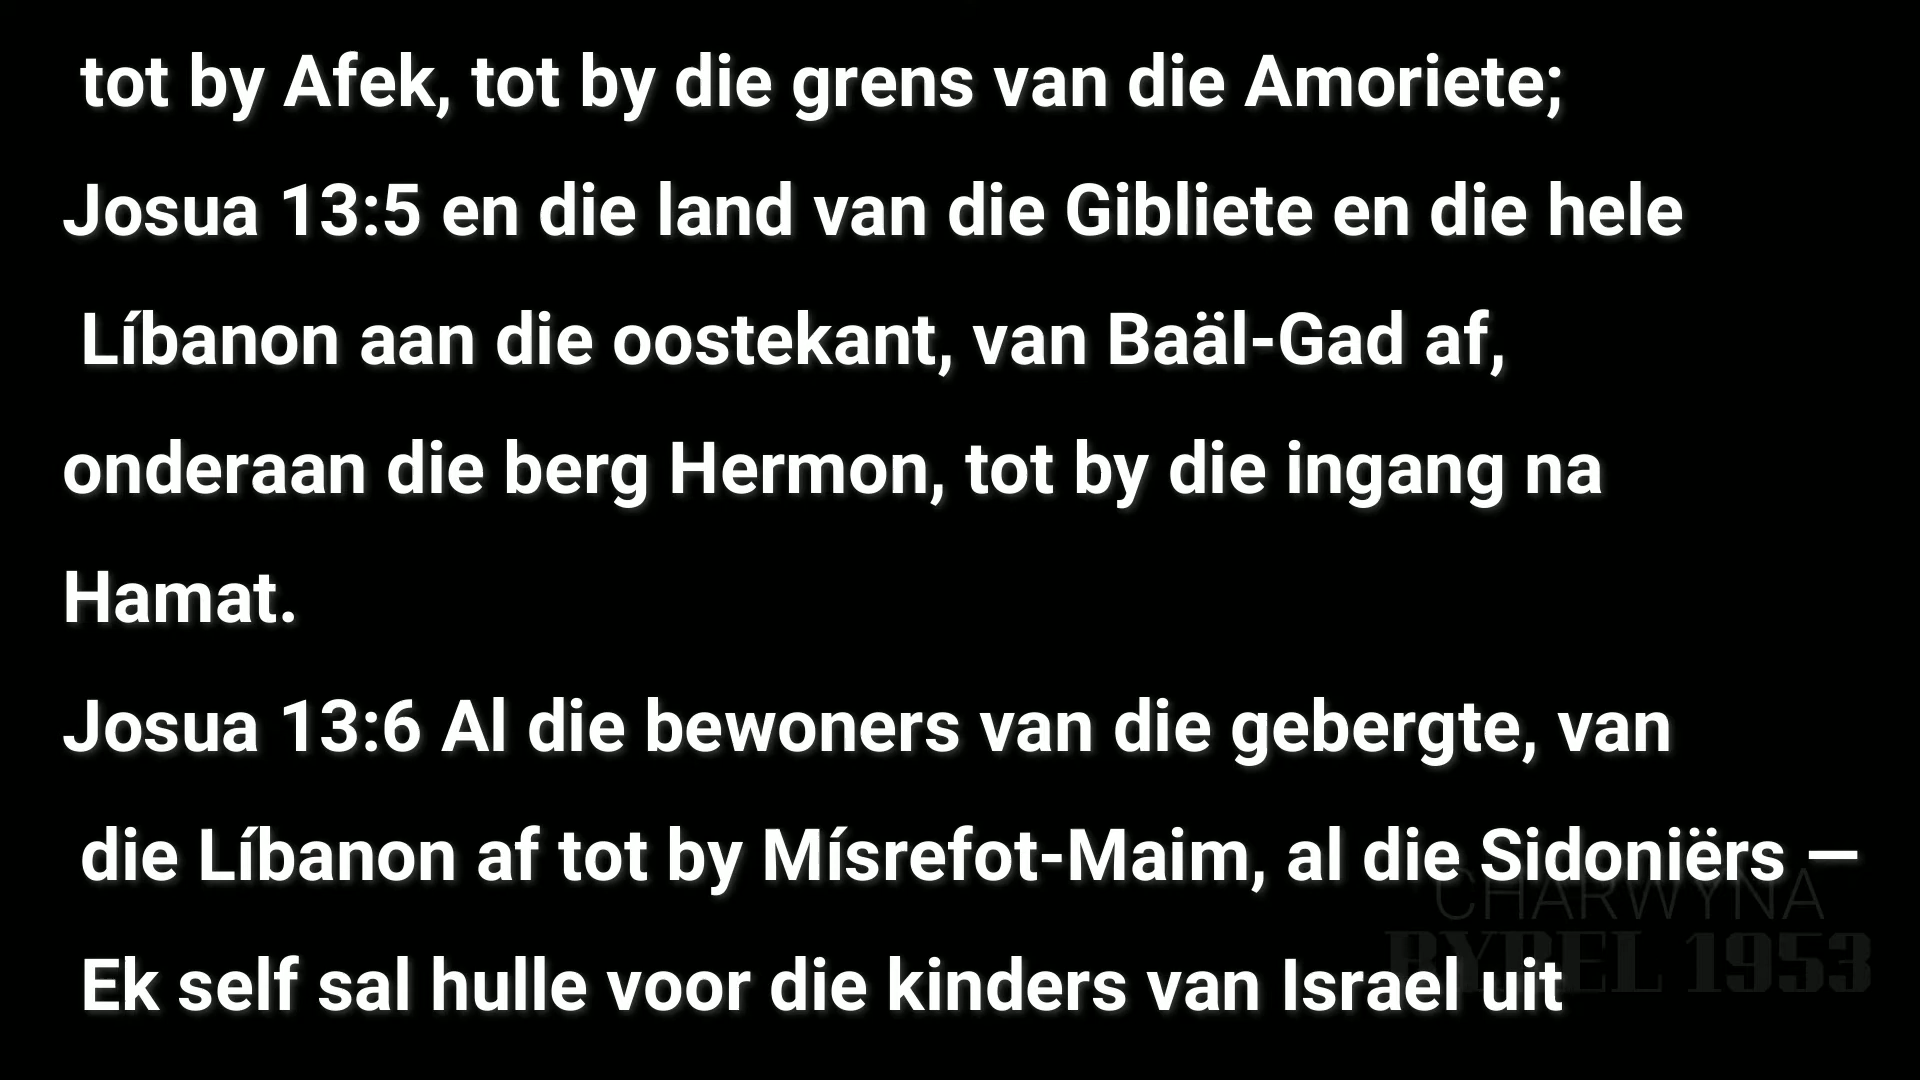 tot by Afek, tot by die grens van die Amoriete;
Josua 13:5 en die land van die Gibliete en die hele
Líbanon aan die oostekant, van Baäl-Gad af,
onderaan die berg Hermon, tot by die ingang na
Hamat.
Josua 13:6 Al die bewoners van die gebergte, van
die Líbanon af tot by Mísrefot-Maim, al die Sidoniërs —
CHARWYNA
BYBEL 1953
Ek self sal hulle voor die kinders van Israel uit